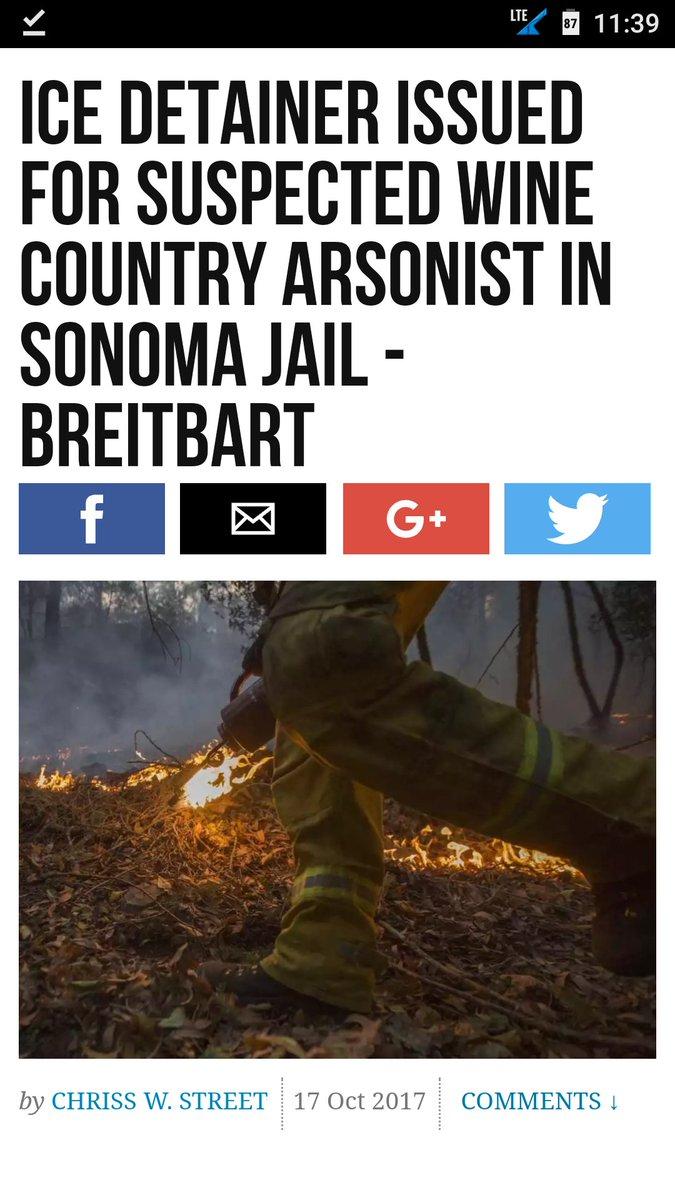 LTE 87 11:39
ICE DETAINER ISSUED
FOR SUSPECTED WINE
COUNTRY ARSONIST IN
SONOMA JAIL -
BREITBART
f G+
by CHRISS W. STREET 17 Oct 2017 COMMENTS ↓